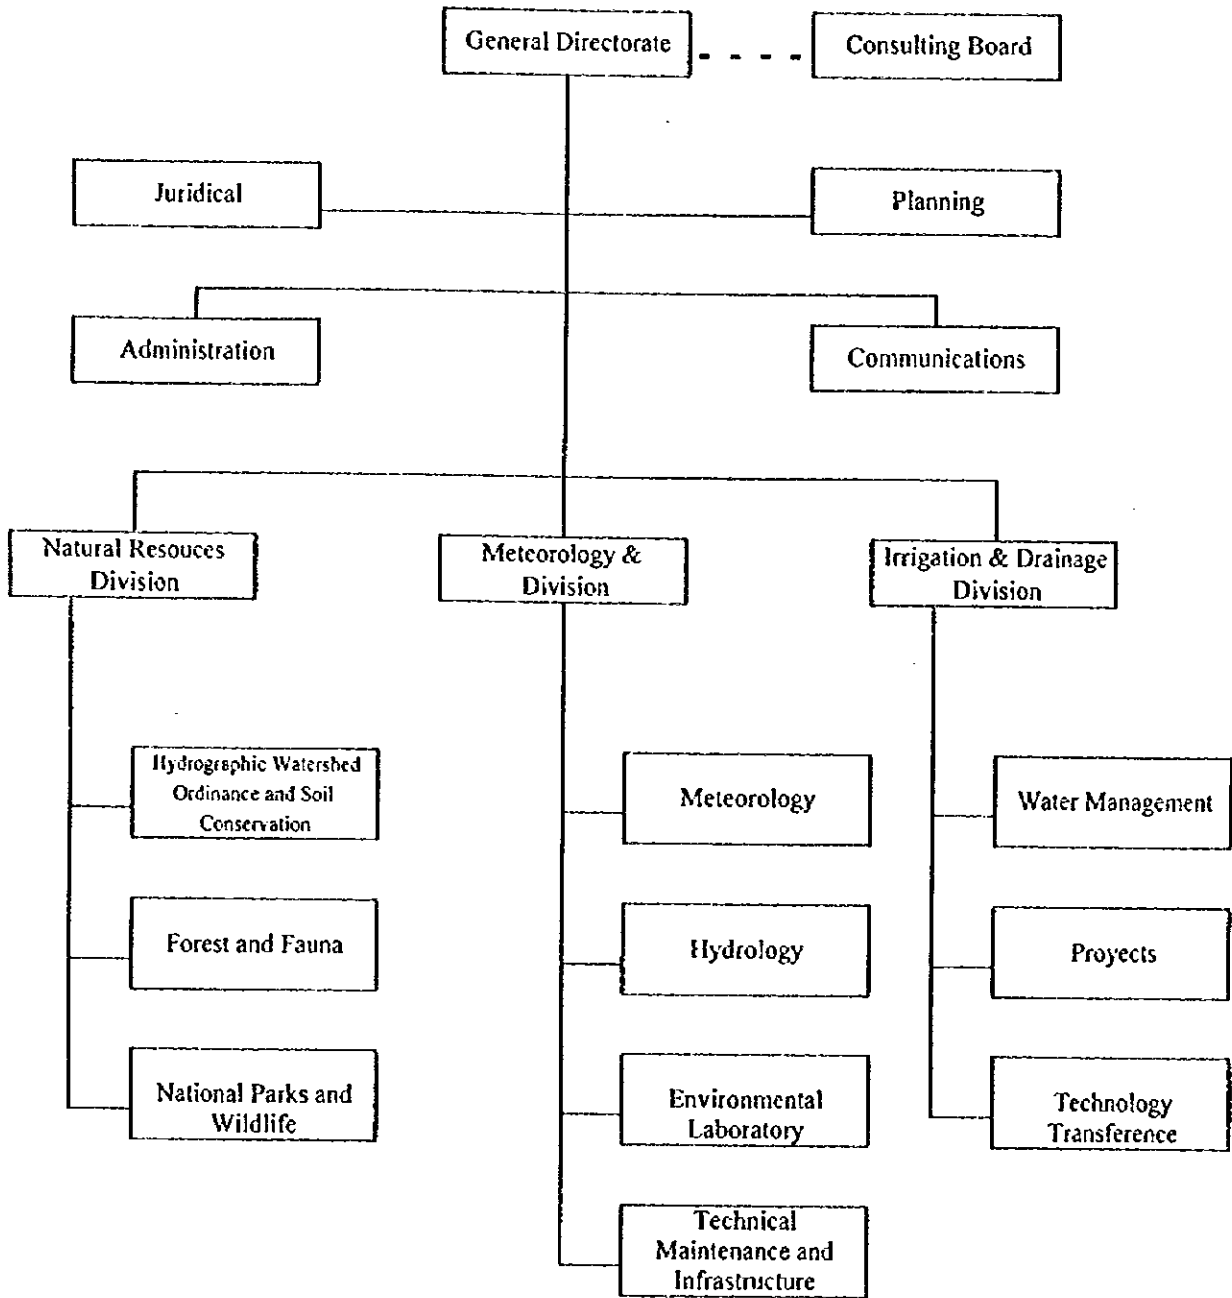 General Directorate
Consulting Board
Juridical
Planning
Administration
Communications
Natural Resouces
Division
Meteorology &
Division
Irrigation & Drainage
Division
Hydrographic Watershed
Ordinance and Soil
Conservation
Meteorology
Water Management
Forest and Fauna
Hydrology
Proyects
National Parks and
Wildlife
Environmental
Laboratory
Technology
Transference
Technical
Maintenance and
Infrastructure